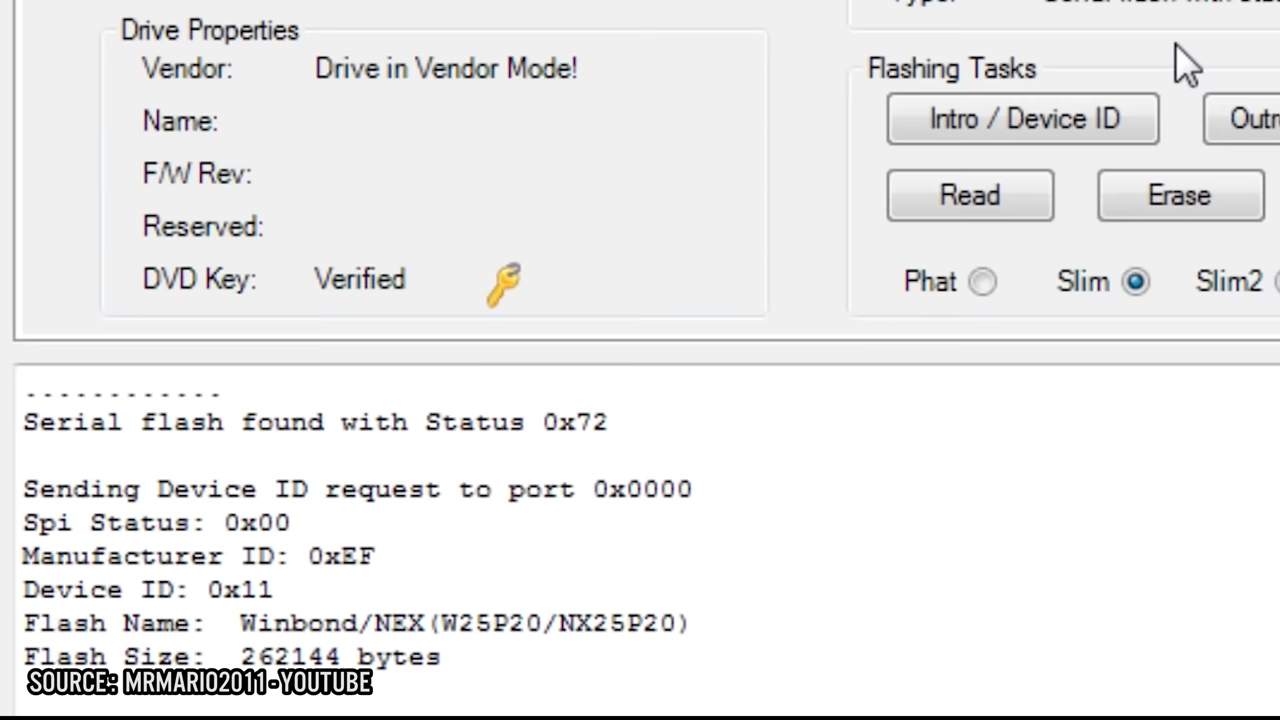 Drive Properties
Vendor: Drive in Vendor Mode!
Name:
F/W Rev:
Reserved:
DVD Key: Verified
Flashing Tasks
Intro / Device ID
Read Erase
Phat Slim Slim2
............
Serial flash found with Status 0x72
Sending Device ID request to port 0x0000
Spi Status: 0x00
Manufacturer ID: 0xEF
Device ID: 0x11
Flash Name: Winbond/NEX(W25P20/NX25P20)
Flash Size: 262144 bytes
SOURCE: MRMARIO2011-YOUTUBE